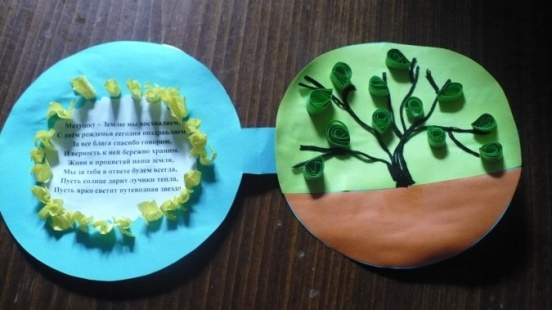 Матушку – Землю мы восхваляем,
С днём рожденья сегодня поздравляем
За все блага спасибо говорим,
И верность к ней бережно храним.
Живи и процветай наша земля,
Мы за тебя в ответе будем всегда,
Пусть солнце дарит лучики тепла,
Пусть ярко светит путеводная звезда